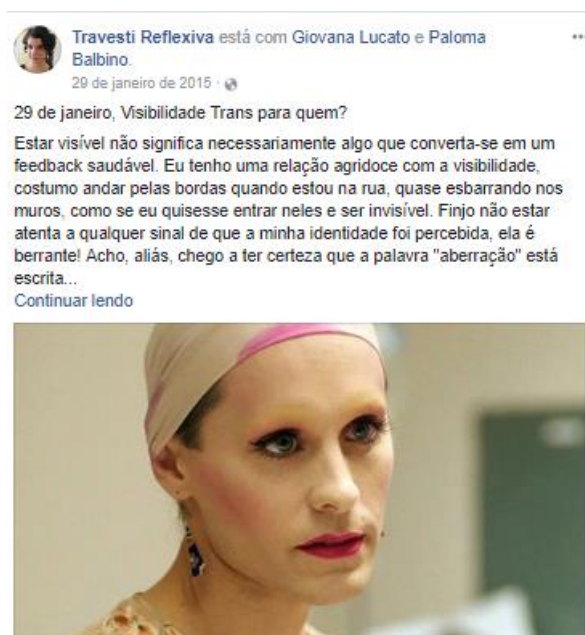 Travesti Reflexiva está com Giovana Lucato e Paloma
Balbino.
29 de janeiro de 2015 ·
29 de janeiro, Visibilidade Trans para quem?
Estar visível não significa necessariamente algo que converta-se em um
feedback saudável. Eu tenho uma relação agridoce com a visibilidade,
costumo andar pelas bordas quando estou na rua, quase esbarrando nos
muros, como se eu quisesse entrar neles e ser invisível. Finjo não estar
atenta a qualquer sinal de que a minha identidade foi percebida, ela é
berrante! Acho, aliás, chego a ter certeza que a palavra "aberração" está
escrita...
Continuar lendo